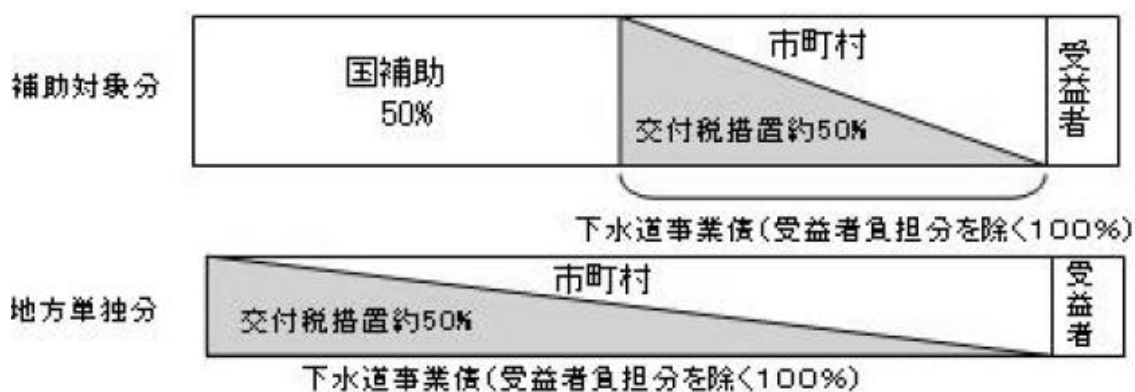 補助対象分
国補助
50%
市町村
交付税措置約50%
受益者
下水道事業債(受益者負担分を除く100%)
地方単独分
市町村
交付税措置約50%
受益者
下水道事業債(受益者負担分を除く100%)